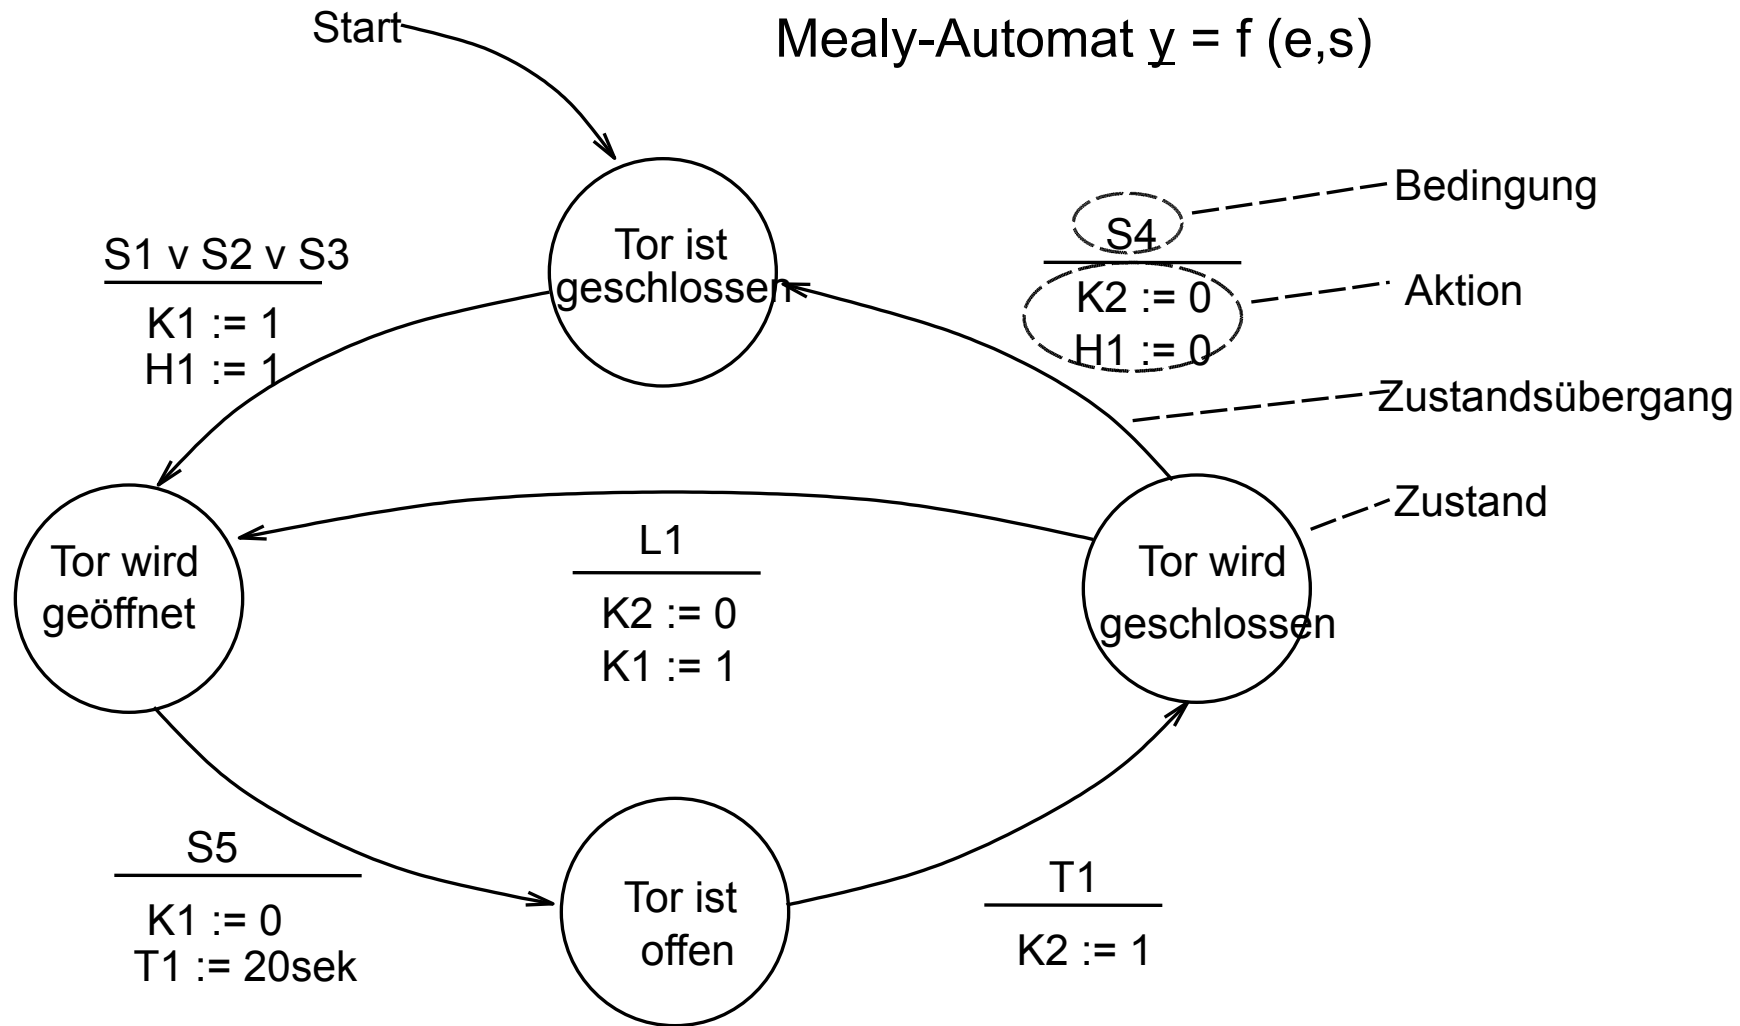 Start
Mealy-Automat y = f (e,s)
Bedingung
S4
Tor ist
geschlossen
S1 v S2 v S3
K2 := 0
Aktion
K1 := 1
H1 := 0
H1 := 1
Zustandsübergang
Zustand
Tor wird
geöffnet
L1
K2 := 0
K1 := 1
Tor wird
geschlossen
S5
K1 := 0
T1 := 20sek
Tor ist
offen
T1
K2 := 1